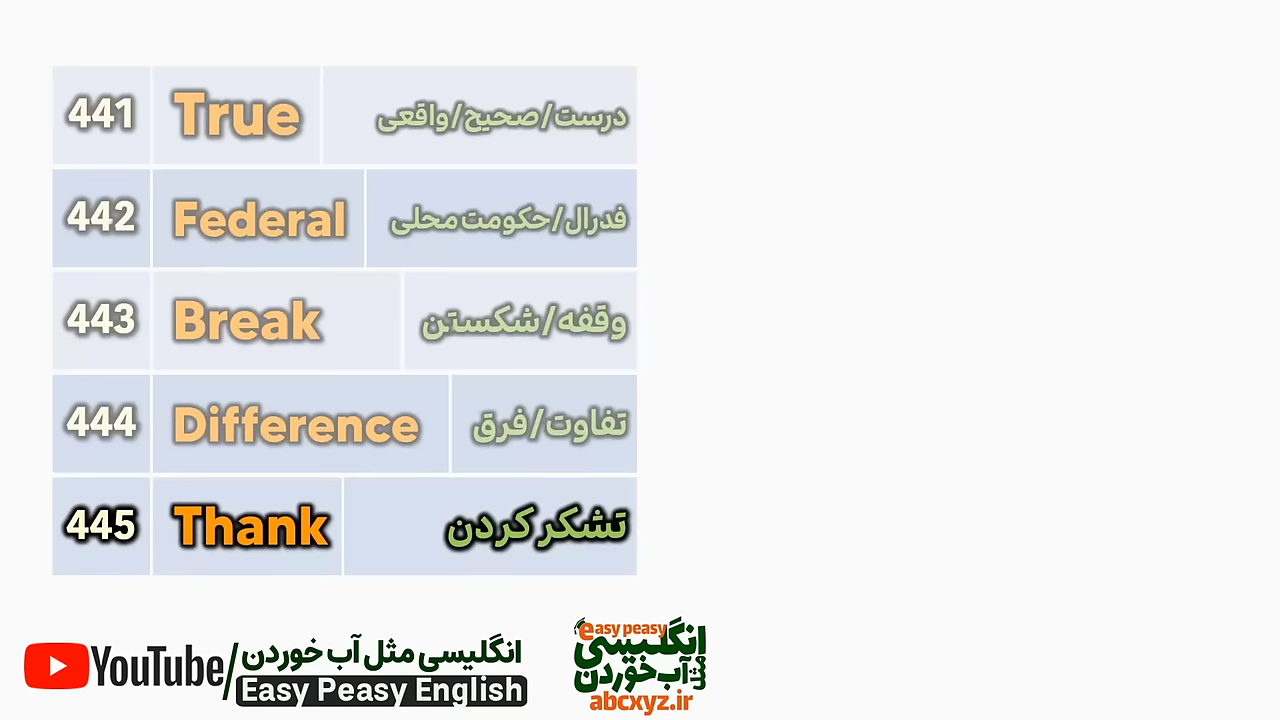 441 True درست/صحیح/واقعی
442 Federal فدرال/حکومت محلی
443 Break وقفه/شکستن
444 Difference تفاوت/فرق
445 Thank تشکر کردن
YouTube/انگلیسی مثل آب خوردن
Easy Peasy English
easy peasy
انگلیسی
مثل آب خوردن
abcxyz.ir